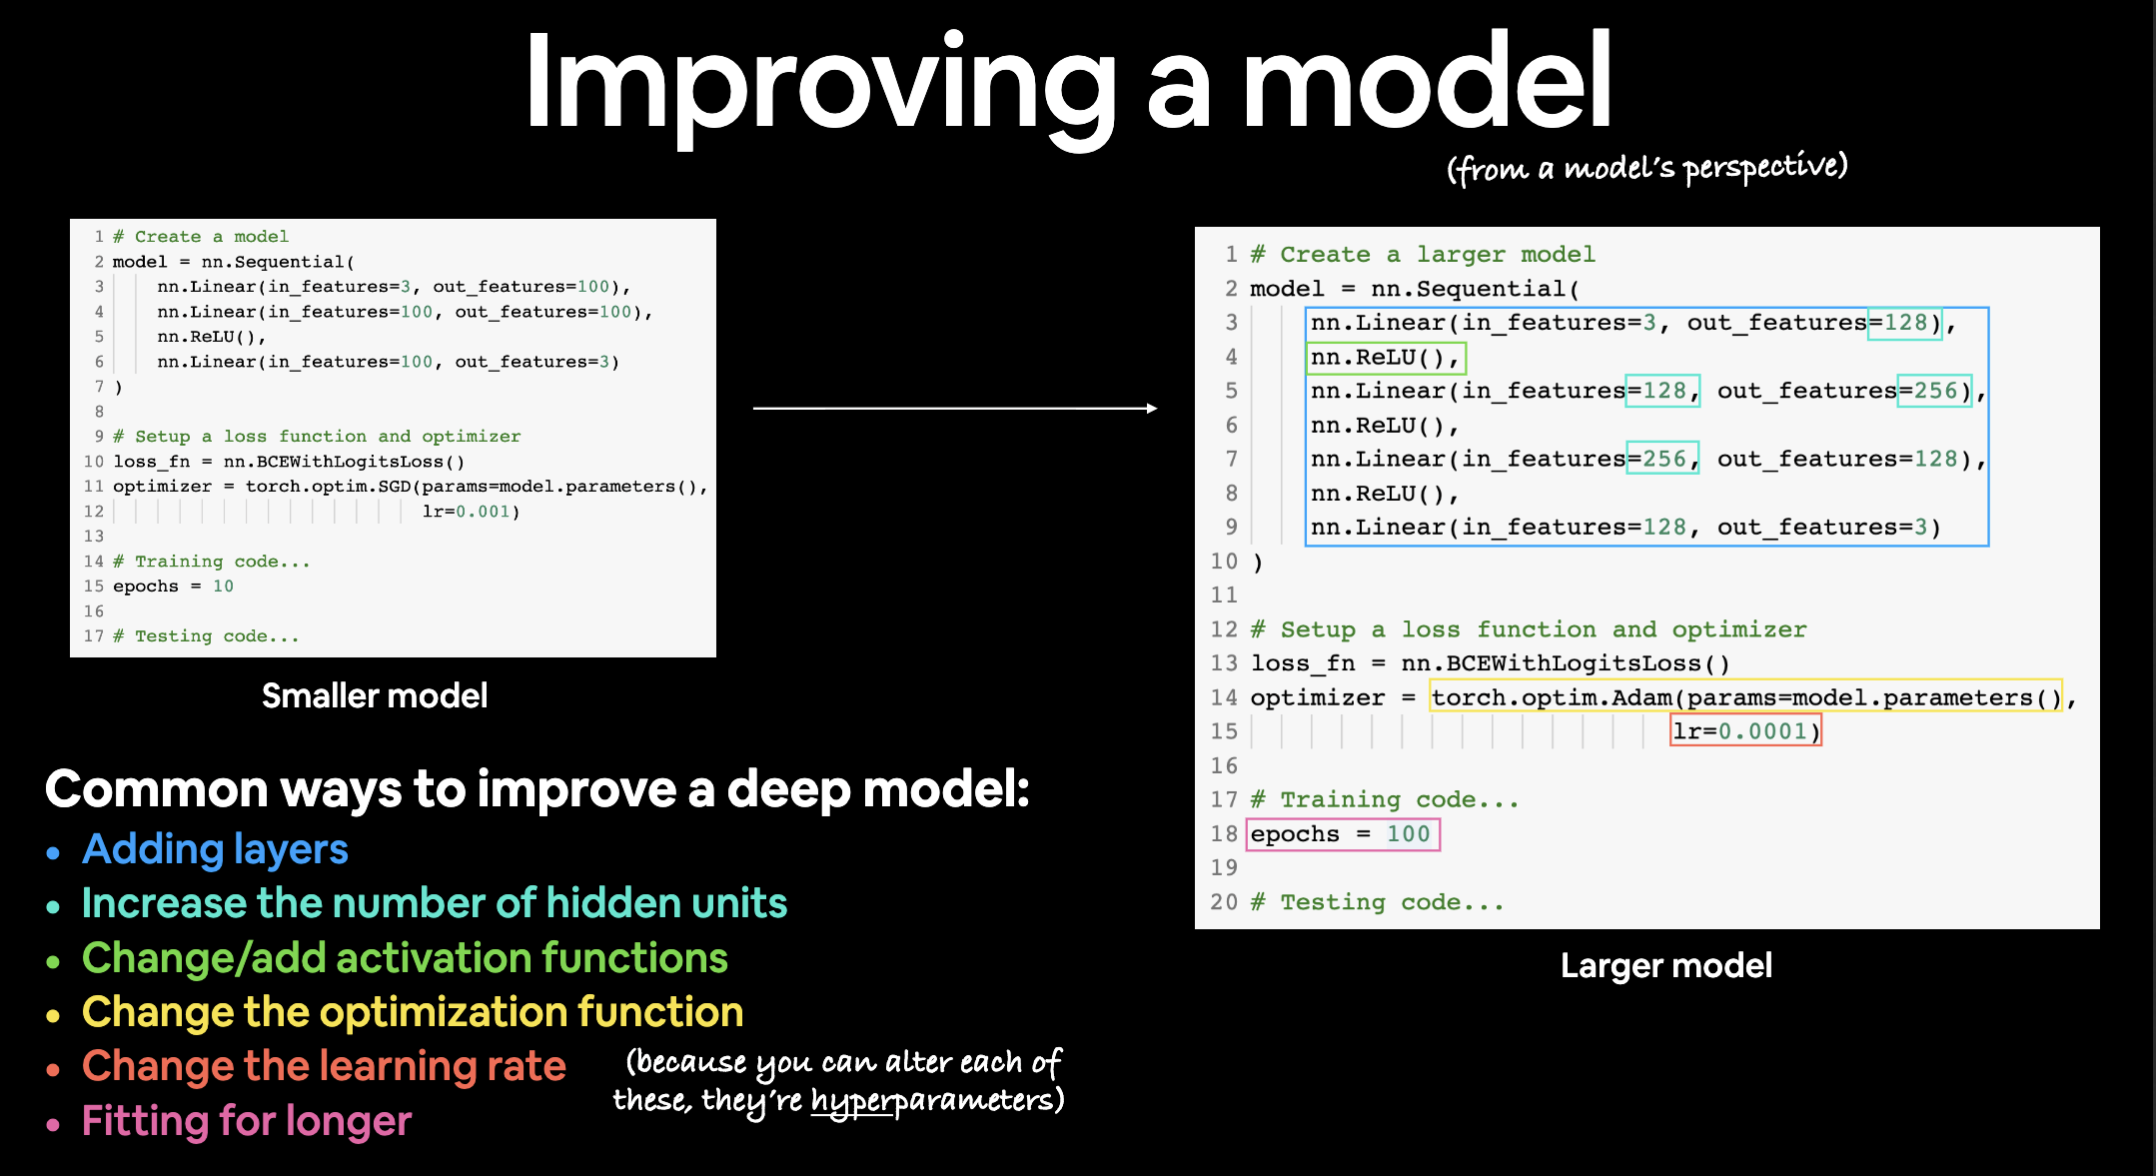 Improving a model
(from a model's perspective)
1 # Create a model
2 model = nn.Sequential(
3     nn.Linear(in_features=3, out_features=100),
4     nn.Linear(in_features=100, out_features=100),
5     nn.ReLU(),
6     nn.Linear(in_features=100, out_features=3)
7 )
8
9 # Setup a loss function and optimizer
10 loss_fn = nn.BCEWithLogitsLoss()
11 optimizer = torch.optim.SGD(params=model.parameters(),
12                             lr=0.001)
13
14 # Training code...
15 epochs = 10
16
17 # Testing code...
Smaller model
1 # Create a larger model
2 model = nn.Sequential(
3     nn.Linear(in_features=3, out_features=128),
4     nn.ReLU(),
5     nn.Linear(in_features=128, out_features=256),
6     nn.ReLU(),
7     nn.Linear(in_features=256, out_features=128),
8     nn.ReLU(),
9     nn.Linear(in_features=128, out_features=3)
10 )
11
12 # Setup a loss function and optimizer
13 loss_fn = nn.BCEWithLogitsLoss()
14 optimizer = torch.optim.Adam(params=model.parameters(),
15                             lr=0.0001)
16
17 # Training code...
18 epochs = 100
19
20 # Testing code...
Larger model
Common ways to improve a deep model:
• Adding layers
• Increase the number of hidden units
• Change/add activation functions
• Change the optimization function
• Change the learning rate
• Fitting for longer
(because you can alter each of
these, they're hyperparameters)